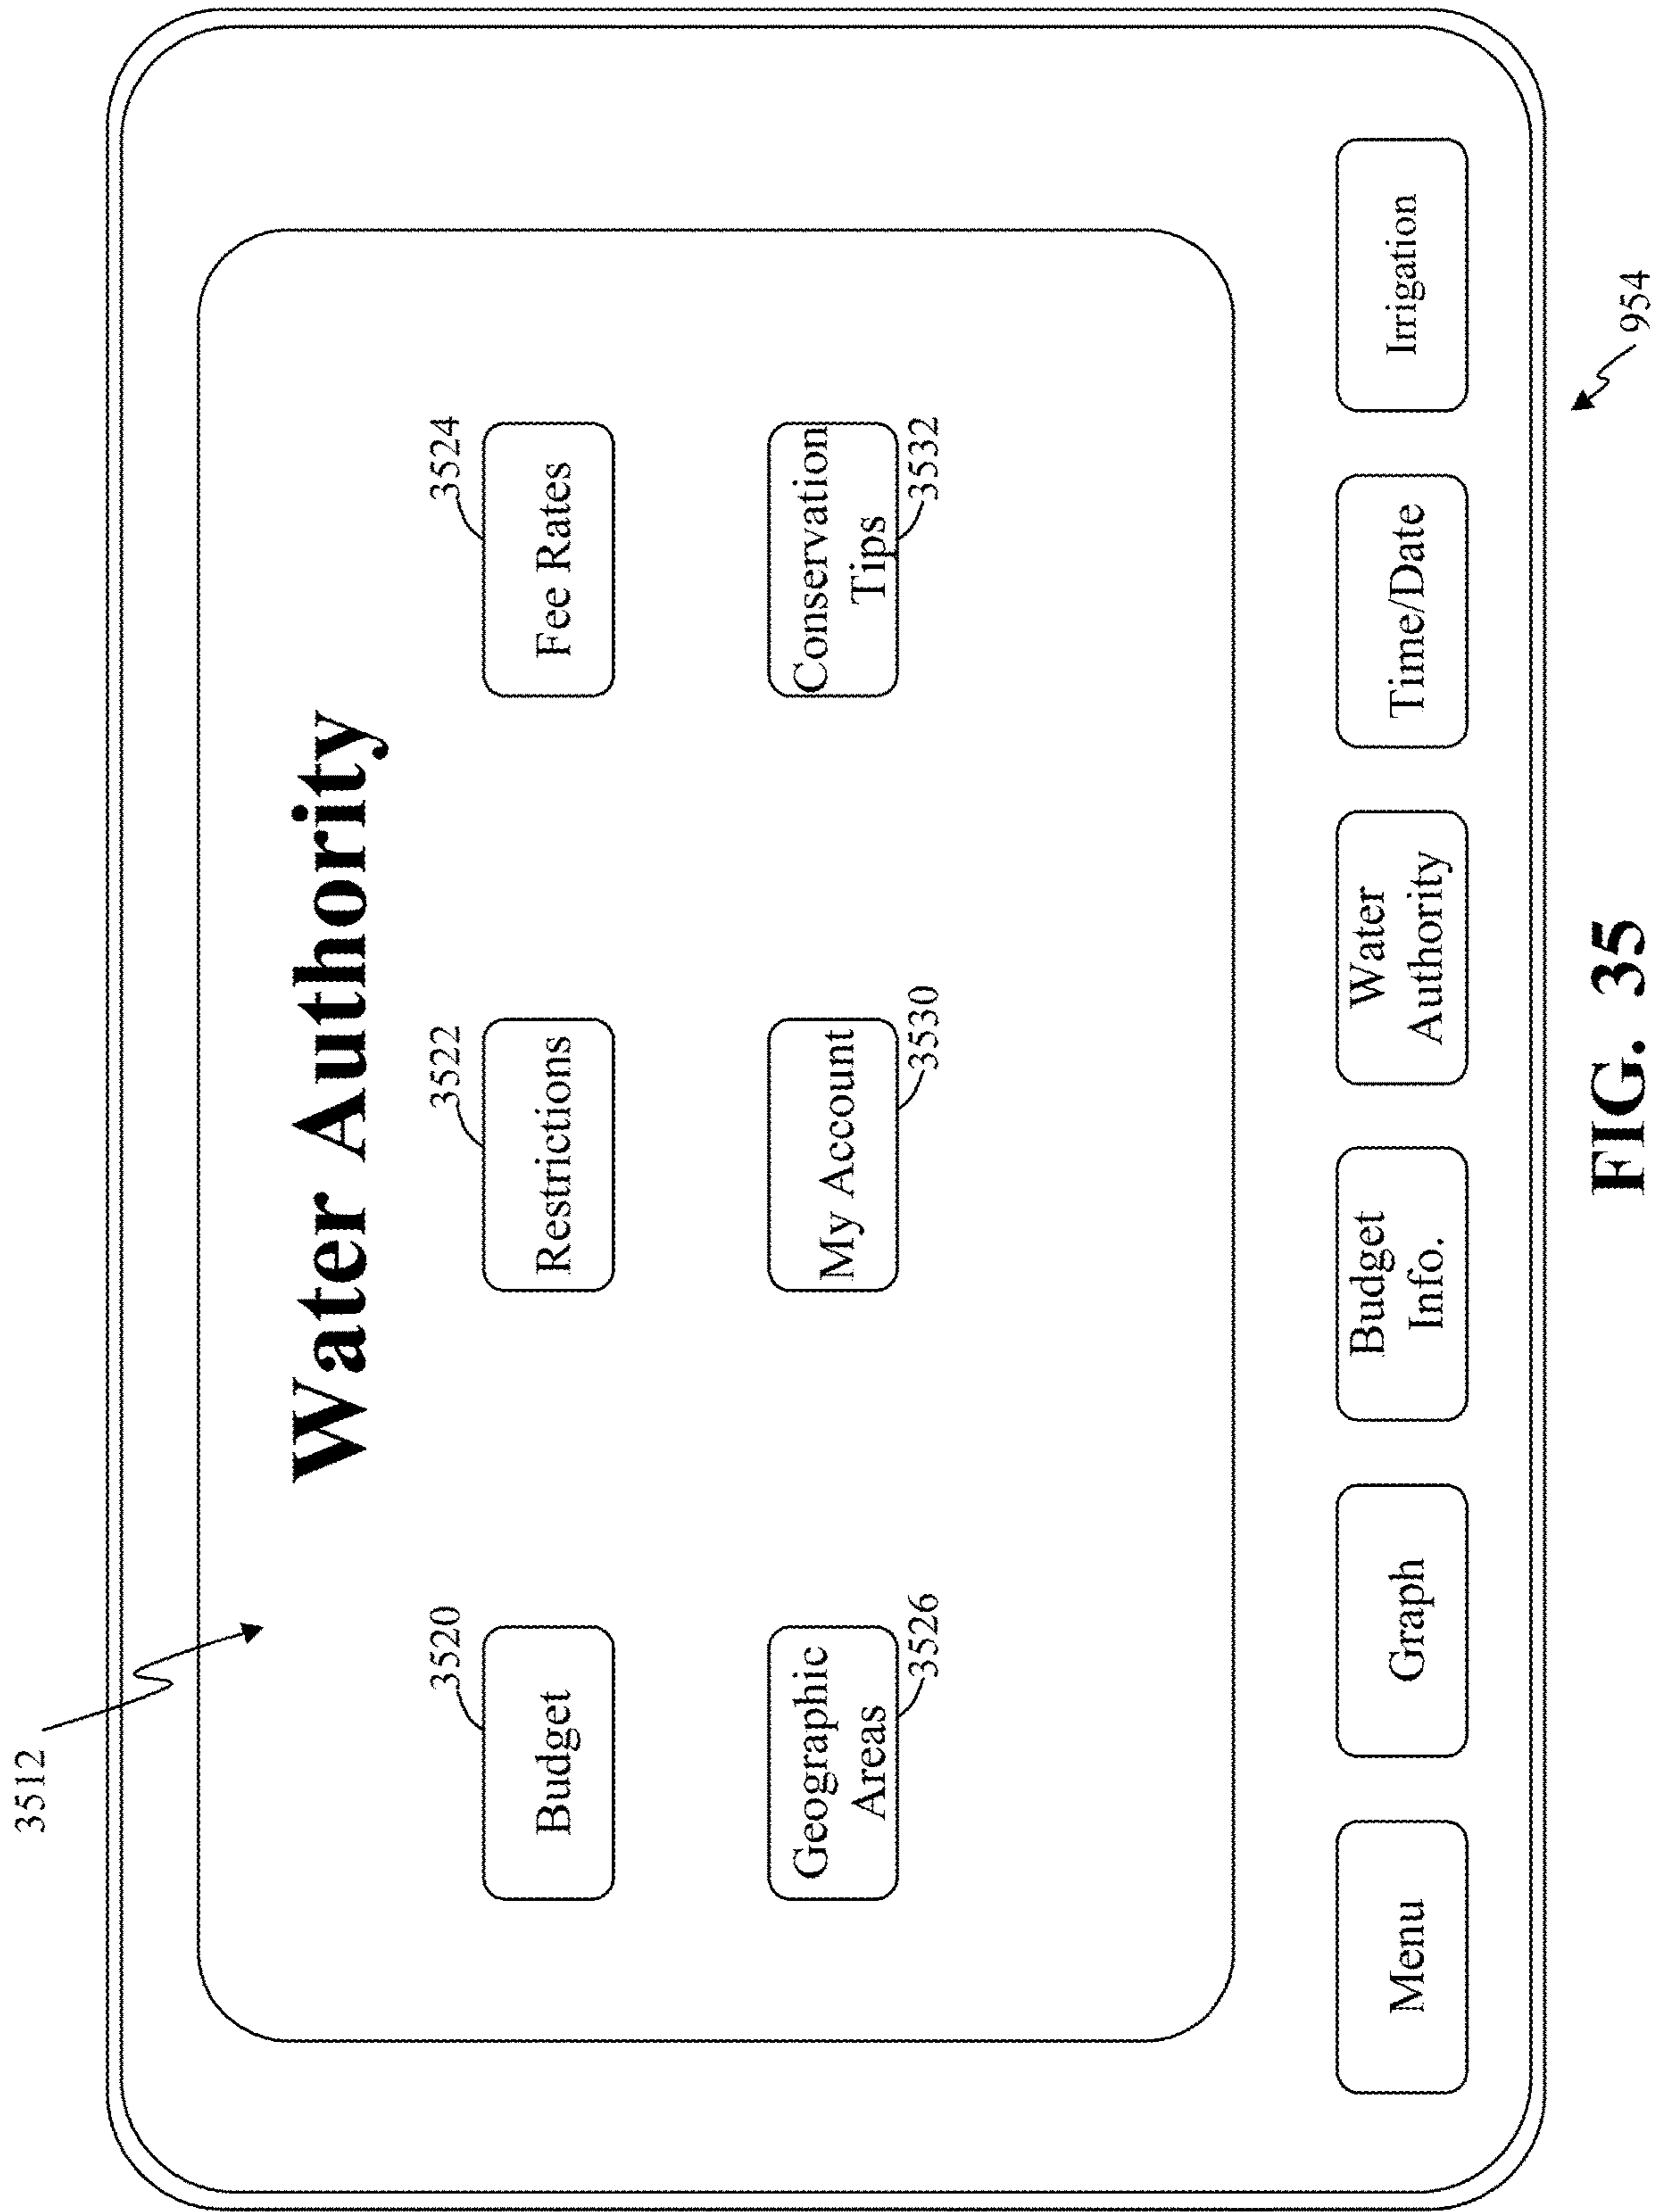 3512
Water Authority
3520
3522
3524
Budget
Restrictions
Fee Rates
Geographic
Areas
My Account
Conservation
Tips
3526
3530
3532
Menu
Graph
Budget
Info.
Water
Authority
Time/Date
Irrigation
954
FIG. 35